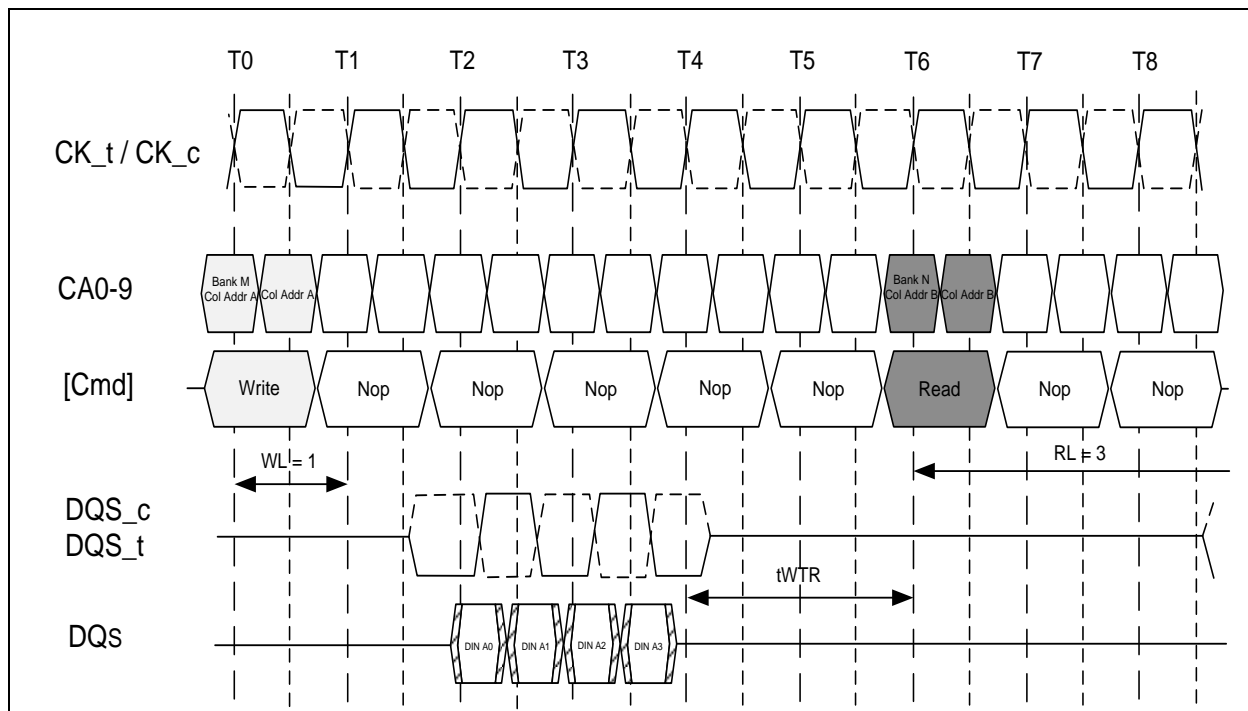 T0 T1 T2 T3 T4 T5 T6 T7 T8
CK_t / CK_c
CA0-9
Bank M
Col Addr A
Col Addr A
Bank N
Col Addr B
Col Addr B
[Cmd]
Write Nop Nop Nop Nop Nop Read Nop Nop
WL = 1
RL = 3
DQS_c
DQS_t
tWTR
DQs
DIN A0 DIN A1 DIN A2 DIN A3